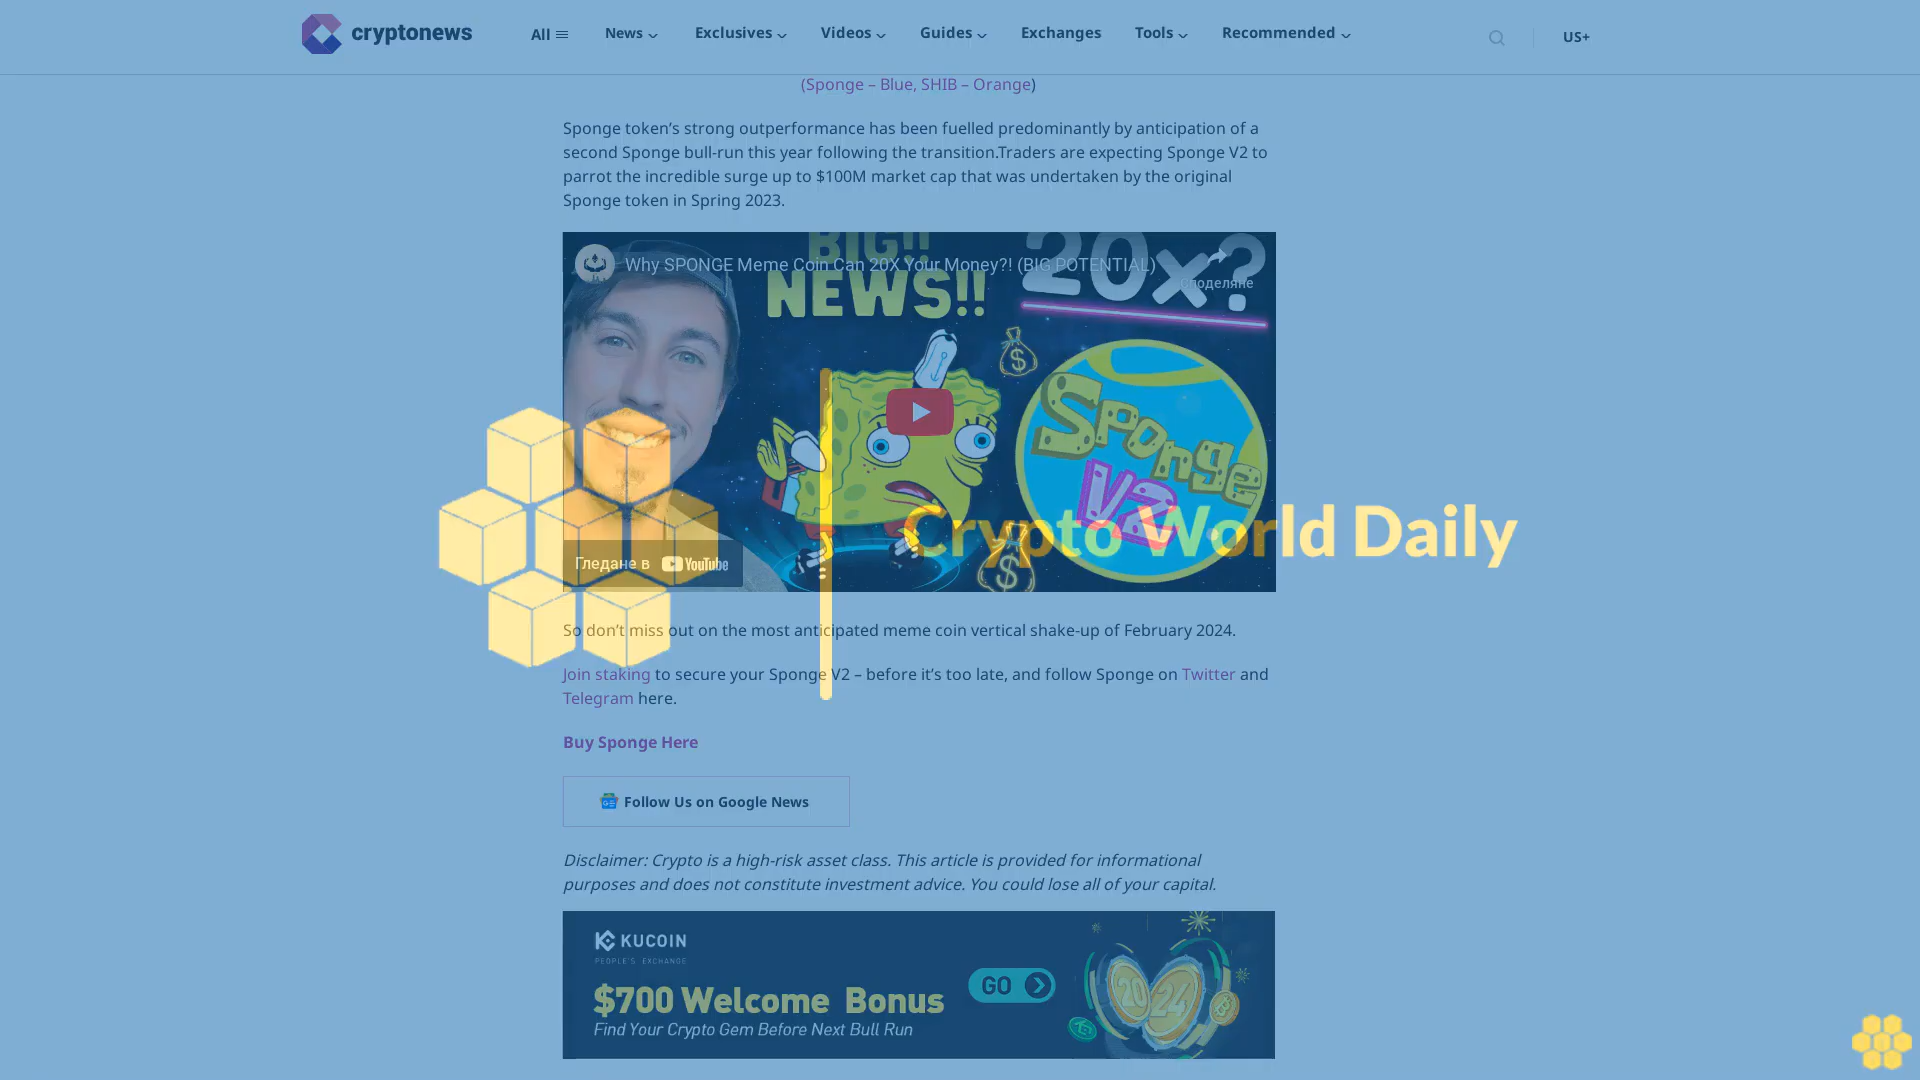 cryptonews
All
News
Exclusives
Videos
Guides
Exchanges
Tools
Recommended
US+
(Sponge – Blue, SHIB – Orange)
Sponge token’s strong outperformance has been fuelled predominantly by anticipation of a
second Sponge bull-run this year following the transition.Traders are expecting Sponge V2 to
parrot the incredible surge up to $100M market cap that was undertaken by the original
Sponge token in Spring 2023.
Why SPONGE Meme Coin Can 20X Your Money?! (BIG POTENTIAL)
Споделяне
BIG!!
NEWS!!
20x?
Sponge
V2
Crypto World Daily
Гледане в YouTube
So don’t miss out on the most anticipated meme coin vertical shake-up of February 2024.
Join staking to secure your Sponge V2 – before it’s too late, and follow Sponge on Twitter and
Telegram here.
Buy Sponge Here
Follow Us on Google News
Disclaimer: Crypto is a high-risk asset class. This article is provided for informational
purposes and does not constitute investment advice. You could lose all of your capital.
KUCOIN
PEOPLE'S EXCHANGE
$700 Welcome Bonus
GO
Find Your Crypto Gem Before Next Bull Run
2024